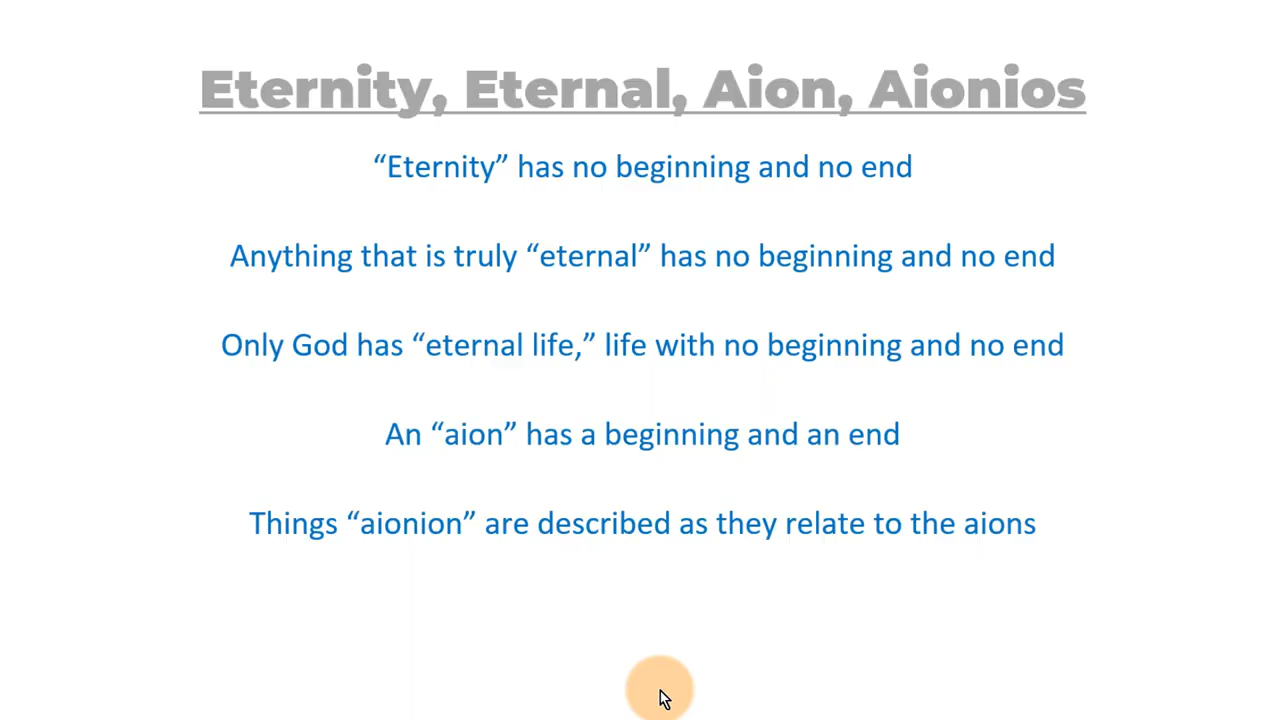 Eternity, Eternal, Aion, Aionios
“Eternity” has no beginning and no end
Anything that is truly “eternal” has no beginning and no end
Only God has “eternal life,” life with no beginning and no end
An “aion” has a beginning and an end
Things “aionion” are described as they relate to the aions